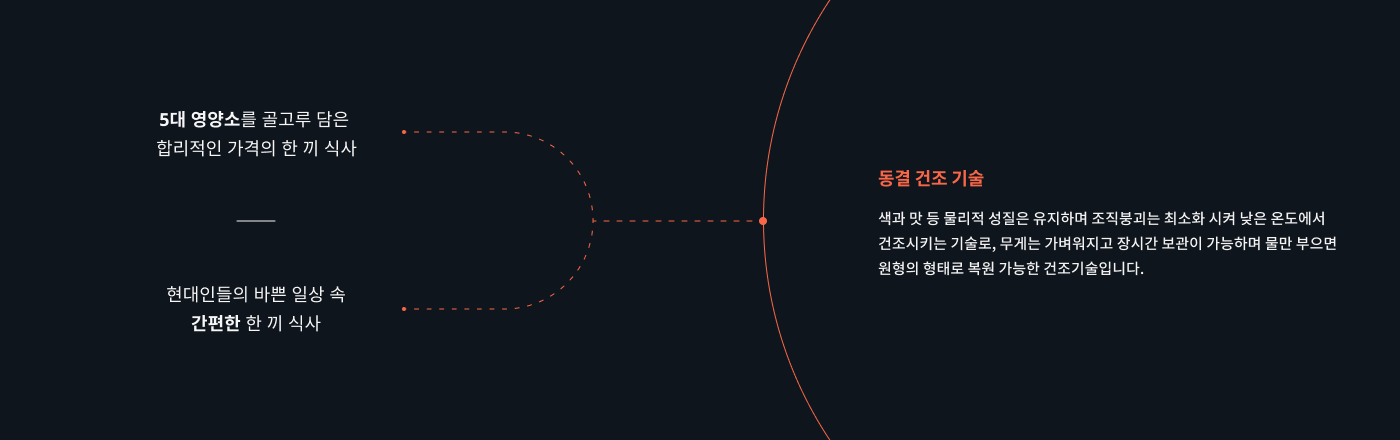 5대 영양소를 골고루 담은
합리적인 가격의 한 끼 식사
현대인들의 바쁜 일상 속
간편한 한 끼 식사
동결 건조 기술
색과 맛 등 물리적 성질은 유지하며 조직붕괴는 최소화 시켜 낮은 온도에서
건조시키는 기술로, 무게는 가벼워지고 장시간 보관이 가능하며 물만 부으면
원형의 형태로 복원 가능한 건조기술입니다.